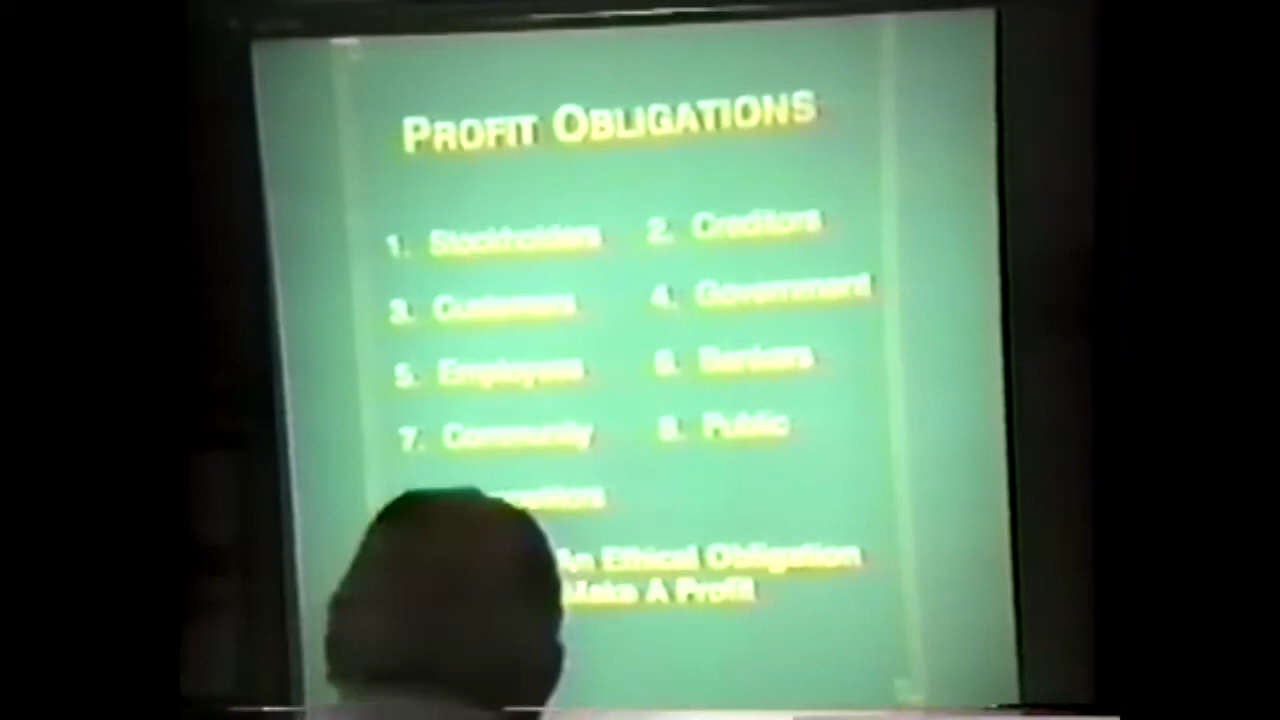 PROFIT OBLIGATIONS
1. Stockholders 2. Creditors
3. Customers 4. Government
5. Employees 6. Bankers
7. Community 8. Public
An Ethical Obligation
Make A Profit